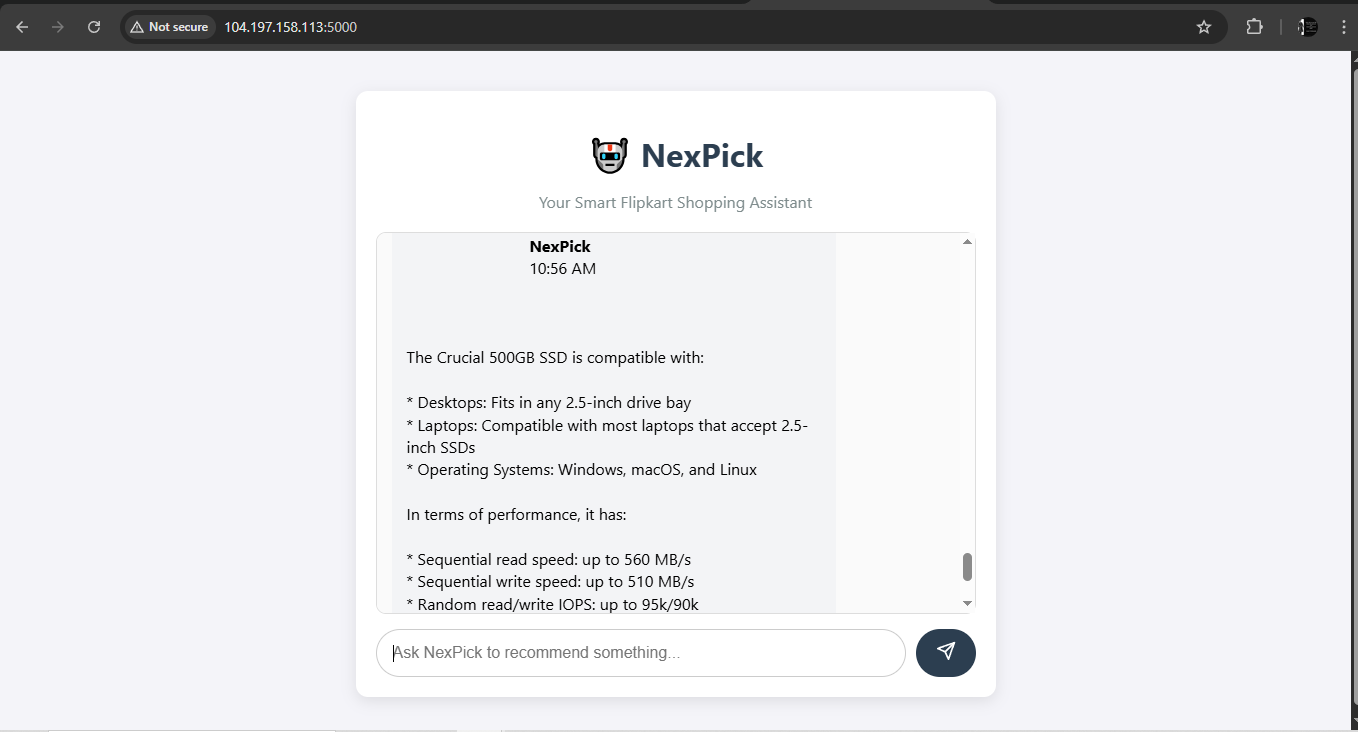 Not secure
104.197.158.113:5000
NexPick
Your Smart Flipkart Shopping Assistant
NexPick
10:56 AM
The Crucial 500GB SSD is compatible with:
* Desktops: Fits in any 2.5-inch drive bay
* Laptops: Compatible with most laptops that accept 2.5-
inch SSDs
* Operating Systems: Windows, macOS, and Linux
In terms of performance, it has:
* Sequential read speed: up to 560 MB/s
* Sequential write speed: up to 510 MB/s
* Random read/write IOPS: up to 95k/90k
Ask NexPick to recommend something...